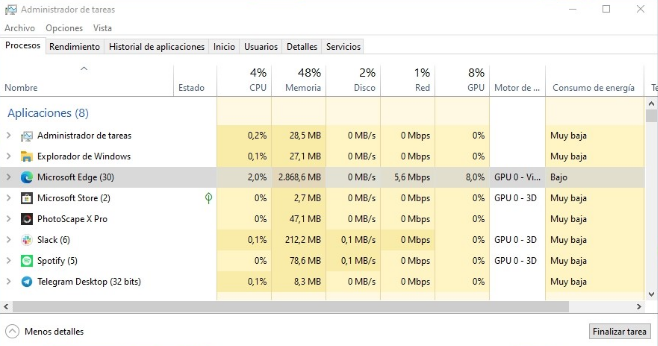 Administrador de tareas
Archivo Opciones Vista
Procesos Rendimiento Historial de aplicaciones Inicio Usuarios Detalles Servicios
4% 48% 2% 1% 8%
Nombre Estado CPU Memoria Disco Red GPU Motor de ... Consumo de energía Te
Aplicaciones (8)
Administrador de tareas 0,2% 28,5 MB 0 MB/s 0 Mbps 0% Muy baja
Explorador de Windows 0,1% 27,1 MB 0 MB/s 0 Mbps 0% Muy baja
Microsoft Edge (30) 2,0% 2.868,6 MB 0 MB/s 5,6 Mbps 8,0% GPU 0 - Vi... Bajo
Microsoft Store (2) 0% 2,7 MB 0 MB/s 0 Mbps 0% GPU 0 - 3D Muy baja
PhotoScape X Pro 0% 47,1 MB 0 MB/s 0 Mbps 0% Muy baja
Slack (6) 0,1% 212,2 MB 0,1 MB/s 0 Mbps 0% GPU 0 - 3D Muy baja
Spotify (5) 0% 78,6 MB 0,1 MB/s 0 Mbps 0% GPU 0 - 3D Muy baja
Telegram Desktop (32 bits) 0,1% 8,3 MB 0 MB/s 0 Mbps 0% Muy baja
Menos detalles Finalizar tarea